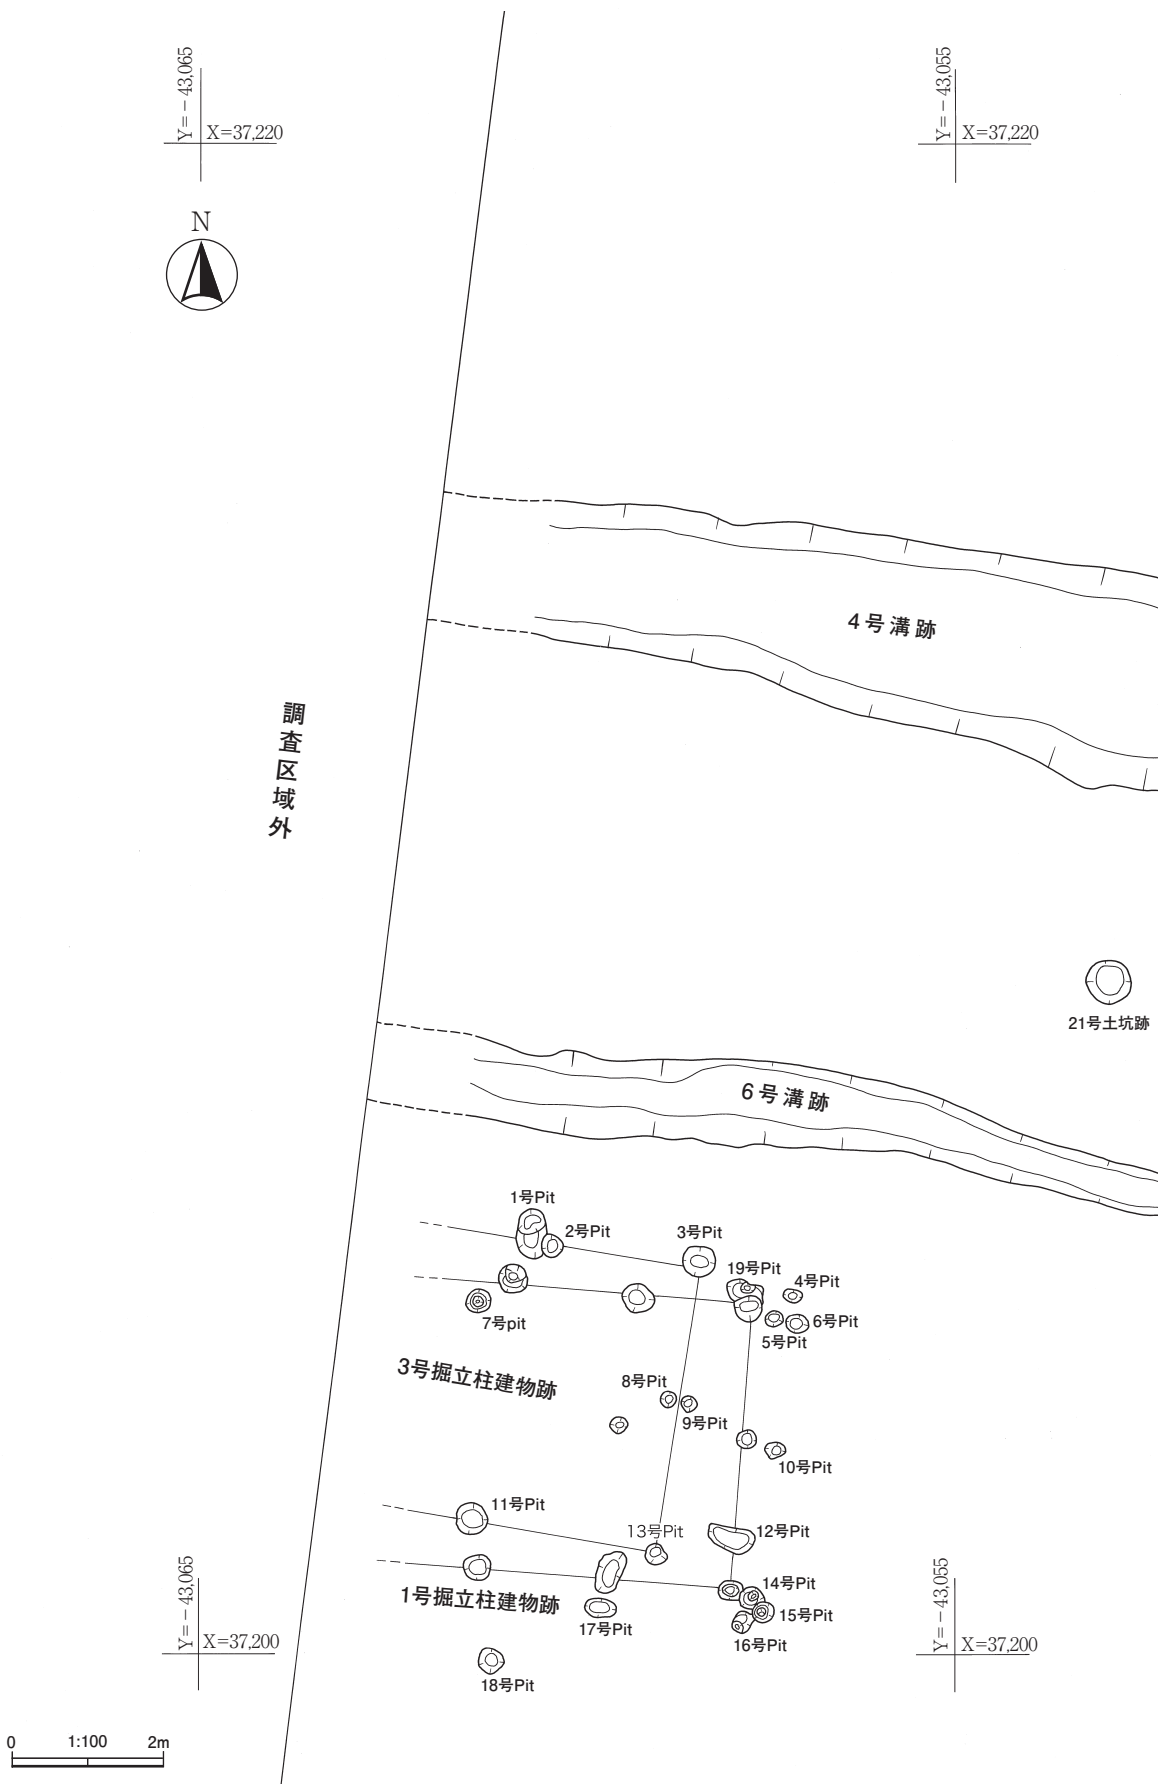 Y=-43,065
X=37,220
Y=-43,055
X=37,220
N
4号溝跡
調査区域外
21号土坑跡
6号溝跡
1号Pit
2号Pit
3号Pit
19号Pit
4号Pit
7号pit
5号Pit
6号Pit
3号掘立柱建物跡
8号Pit
9号Pit
10号Pit
11号Pit
13号Pit
12号Pit
1号掘立柱建物跡
14号Pit
15号Pit
17号Pit
16号Pit
18号Pit
Y=-43,065
X=37,200
Y=-43,055
X=37,200
0 1:100 2m